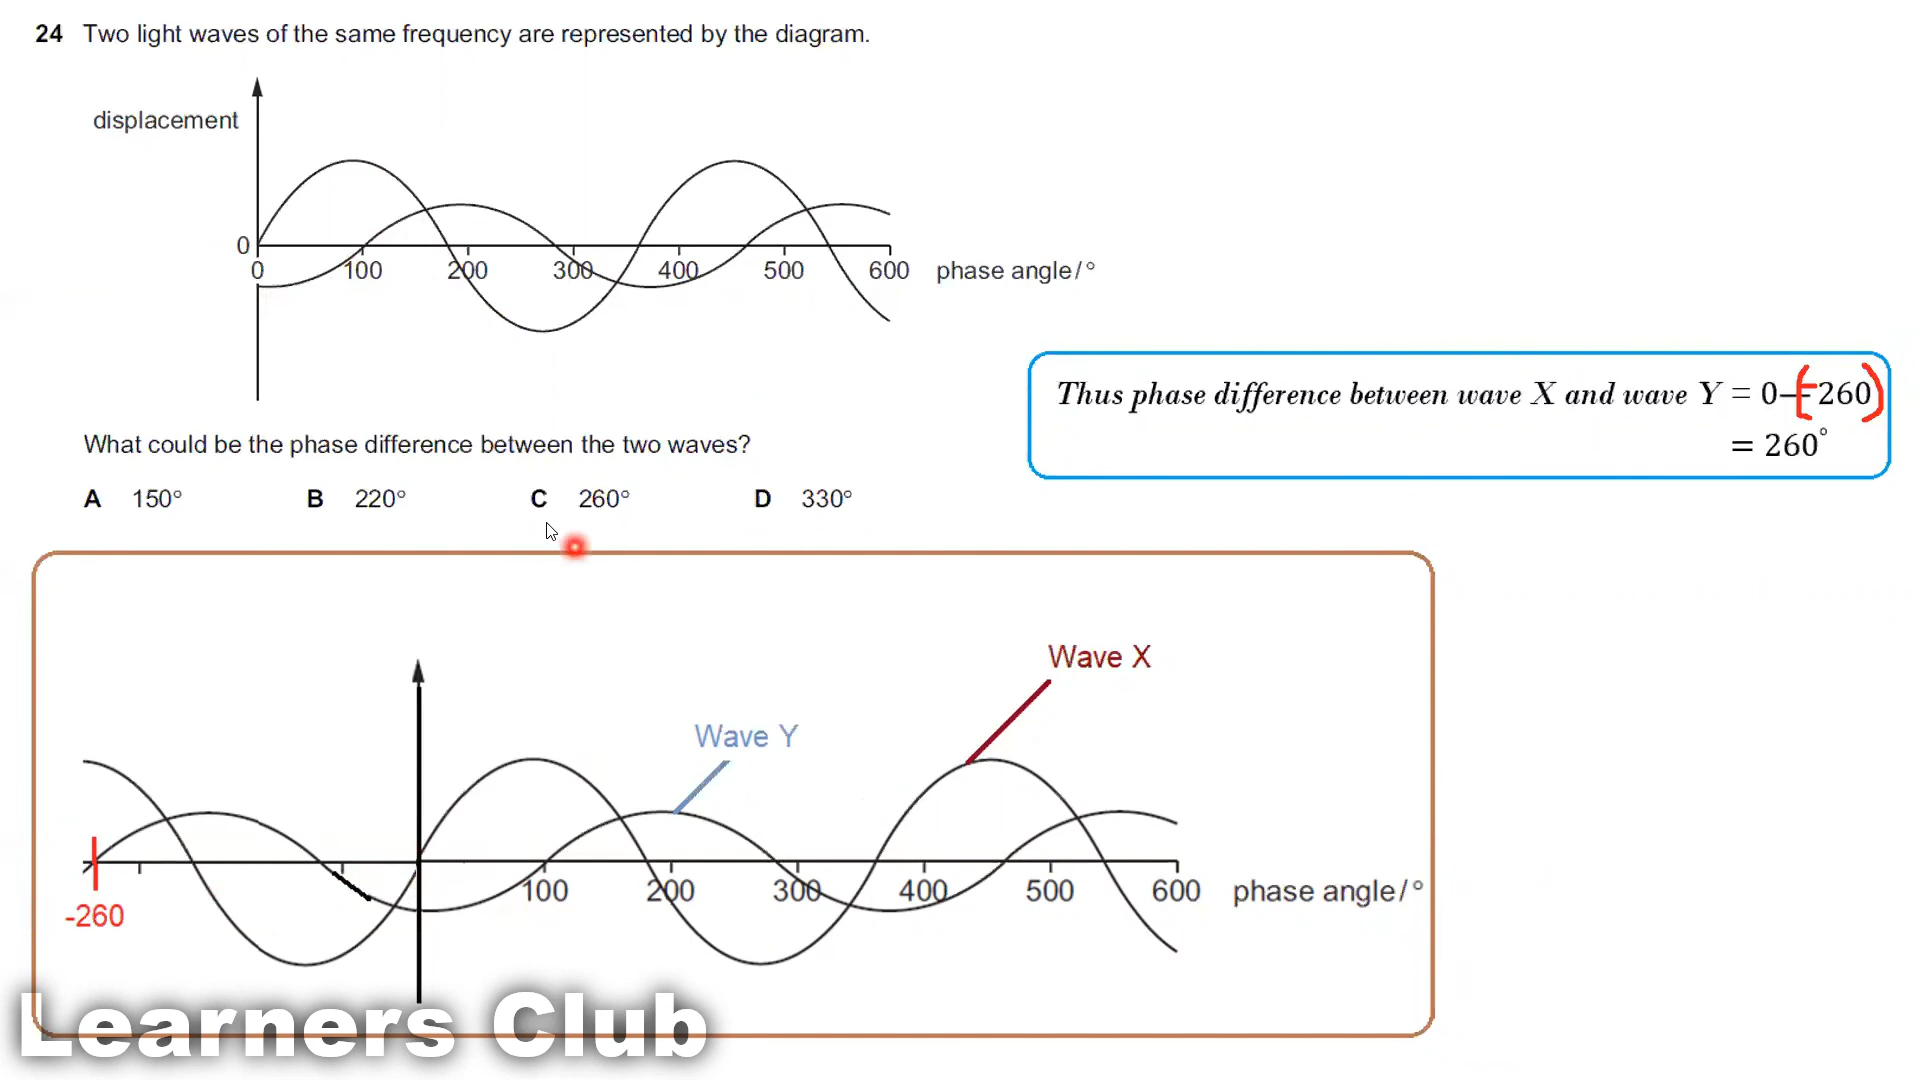 24 Two light waves of the same frequency are represented by the diagram.
displacement
0
0 100 200 300 400 500 600 phase angle/°
Thus phase difference between wave X and wave Y = 0−(−260)
= 260°
What could be the phase difference between the two waves?
A 150° B 220° C 260° D 330°
Wave X
Wave Y
100 200 300 400 500 600 phase angle/°
-260
Learners Club